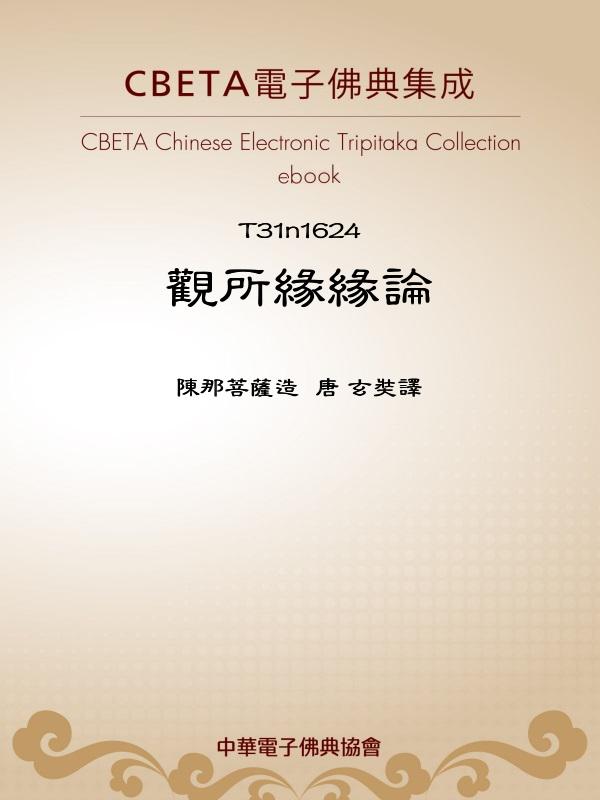 CBETA電子佛典集成
CBETA Chinese Electronic Tripitaka Collection
ebook
T31n1624
觀所緣緣論
陳那菩薩造 唐 玄奘譯
中華電子佛典協會